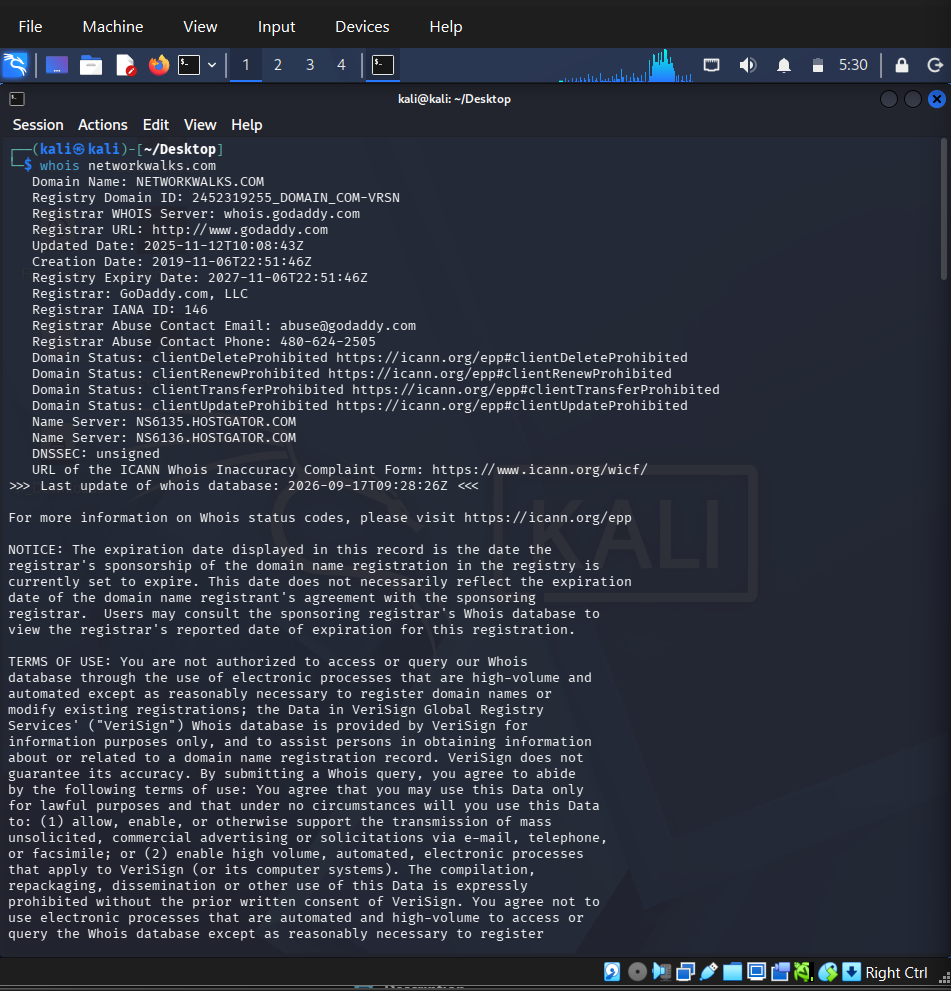 File Machine View Input Devices Help
1 2 3 4 5:30
kali@kali: ~/Desktop
Session Actions Edit View Help
┌──(kali㉿kali)-[~/Desktop]
└─$ whois networkwalks.com
   Domain Name: NETWORKWALKS.COM
   Registry Domain ID: 2452319255_DOMAIN_COM-VRSN
   Registrar WHOIS Server: whois.godaddy.com
   Registrar URL: http://www.godaddy.com
   Updated Date: 2025-11-12T10:08:43Z
   Creation Date: 2019-11-06T22:51:46Z
   Registry Expiry Date: 2027-11-06T22:51:46Z
   Registrar: GoDaddy.com, LLC
   Registrar IANA ID: 146
   Registrar Abuse Contact Email: abuse@godaddy.com
   Registrar Abuse Contact Phone: 480-624-2505
   Domain Status: clientDeleteProhibited https://icann.org/epp#clientDeleteProhibited
   Domain Status: clientRenewProhibited https://icann.org/epp#clientRenewProhibited
   Domain Status: clientTransferProhibited https://icann.org/epp#clientTransferProhibited
   Domain Status: clientUpdateProhibited https://icann.org/epp#clientUpdateProhibited
   Name Server: NS6135.HOSTGATOR.COM
   Name Server: NS6136.HOSTGATOR.COM
   DNSSEC: unsigned
   URL of the ICANN Whois Inaccuracy Complaint Form: https://www.icann.org/wicf/
>>> Last update of whois database: 2026-09-17T09:28:26Z <<<
For more information on Whois status codes, please visit https://icann.org/epp
KALI
NOTICE: The expiration date displayed in this record is the date the
registrar's sponsorship of the domain name registration in the registry is
currently set to expire. This date does not necessarily reflect the expiration
date of the domain name registrant's agreement with the sponsoring
registrar.  Users may consult the sponsoring registrar's Whois database to
view the registrar's reported date of expiration for this registration.
TERMS OF USE: You are not authorized to access or query our Whois
database through the use of electronic processes that are high-volume and
automated except as reasonably necessary to register domain names or
modify existing registrations; the Data in VeriSign Global Registry
Services' ("VeriSign") Whois database is provided by VeriSign for
information purposes only, and to assist persons in obtaining information
about or related to a domain name registration record. VeriSign does not
guarantee its accuracy. By submitting a Whois query, you agree to abide
by the following terms of use: You agree that you may use this Data only
for lawful purposes and that under no circumstances will you use this Data
to: (1) allow, enable, or otherwise support the transmission of mass
unsolicited, commercial advertising or solicitations via e-mail, telephone,
or facsimile; or (2) enable high volume, automated, electronic processes
that apply to VeriSign (or its computer systems). The compilation,
repackaging, dissemination or other use of this Data is expressly
prohibited without the prior written consent of VeriSign. You agree not to
use electronic processes that are automated and high-volume to access or
query the Whois database except as reasonably necessary to register
Right Ctrl